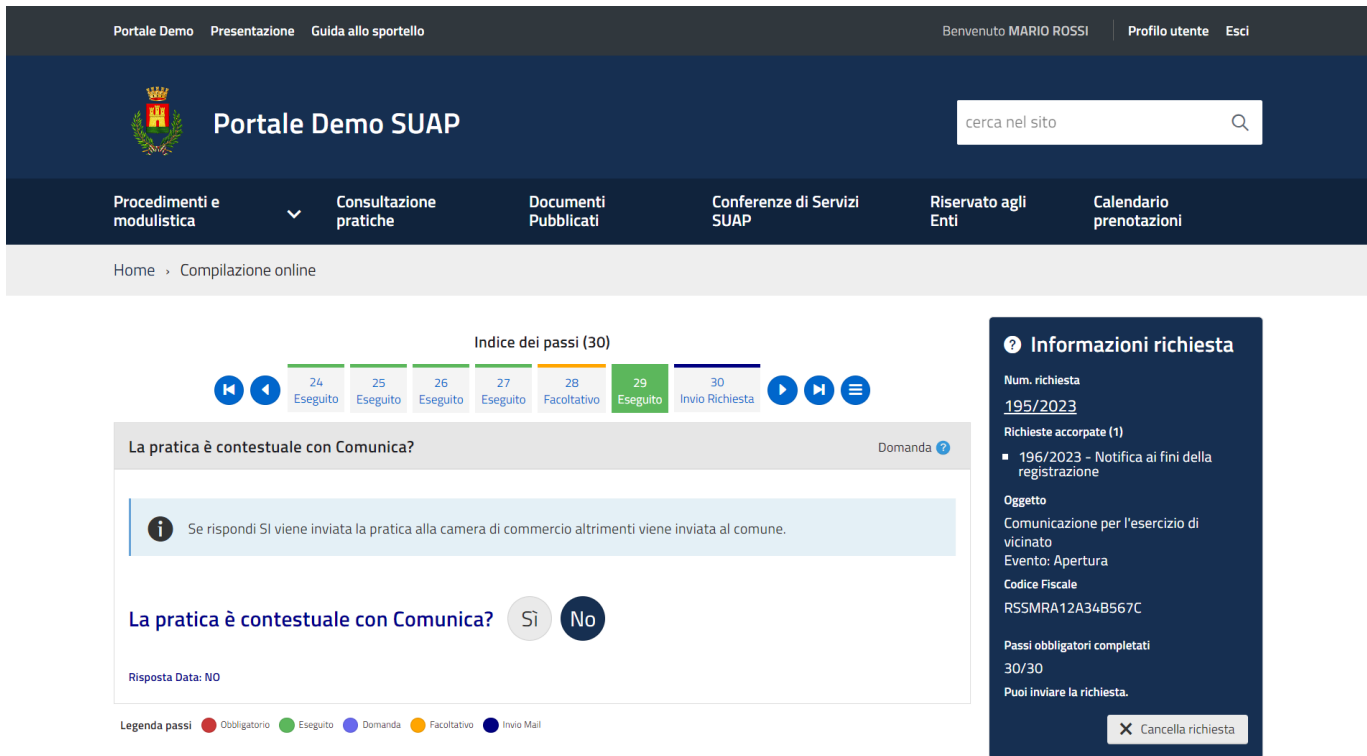 Portale Demo Presentazione Guida allo sportello Benvenuto MARIO ROSSI Profilo utente Esci
Portale Demo SUAP
cerca nel sito
Procedimenti e modulistica
Consultazione pratiche
Documenti Pubblicati
Conferenze di Servizi SUAP
Riservato agli Enti
Calendario prenotazioni
Home › Compilazione online
Indice dei passi (30)
24 Eseguito
25 Eseguito
26 Eseguito
27 Eseguito
28 Facoltativo
29 Eseguito
30 Invio Richiesta
La pratica è contestuale con Comunica? Domanda ?
Se rispondi SI viene inviata la pratica alla camera di commercio altrimenti viene inviata al comune.
La pratica è contestuale con Comunica? Sì No
Risposta Data: NO
Legenda passi Obbligatorio Eseguito Domanda Facoltativo Invio Mail
Informazioni richiesta
Num. richiesta
195/2023
Richieste accorpate (1)
196/2023 - Notifica ai fini della
registrazione
Oggetto
Comunicazione per l'esercizio di
vicinato
Evento: Apertura
Codice Fiscale
RSSMRA12A34B567C
Passi obbligatori completati
30/30
Puoi inviare la richiesta.
Cancella richiesta